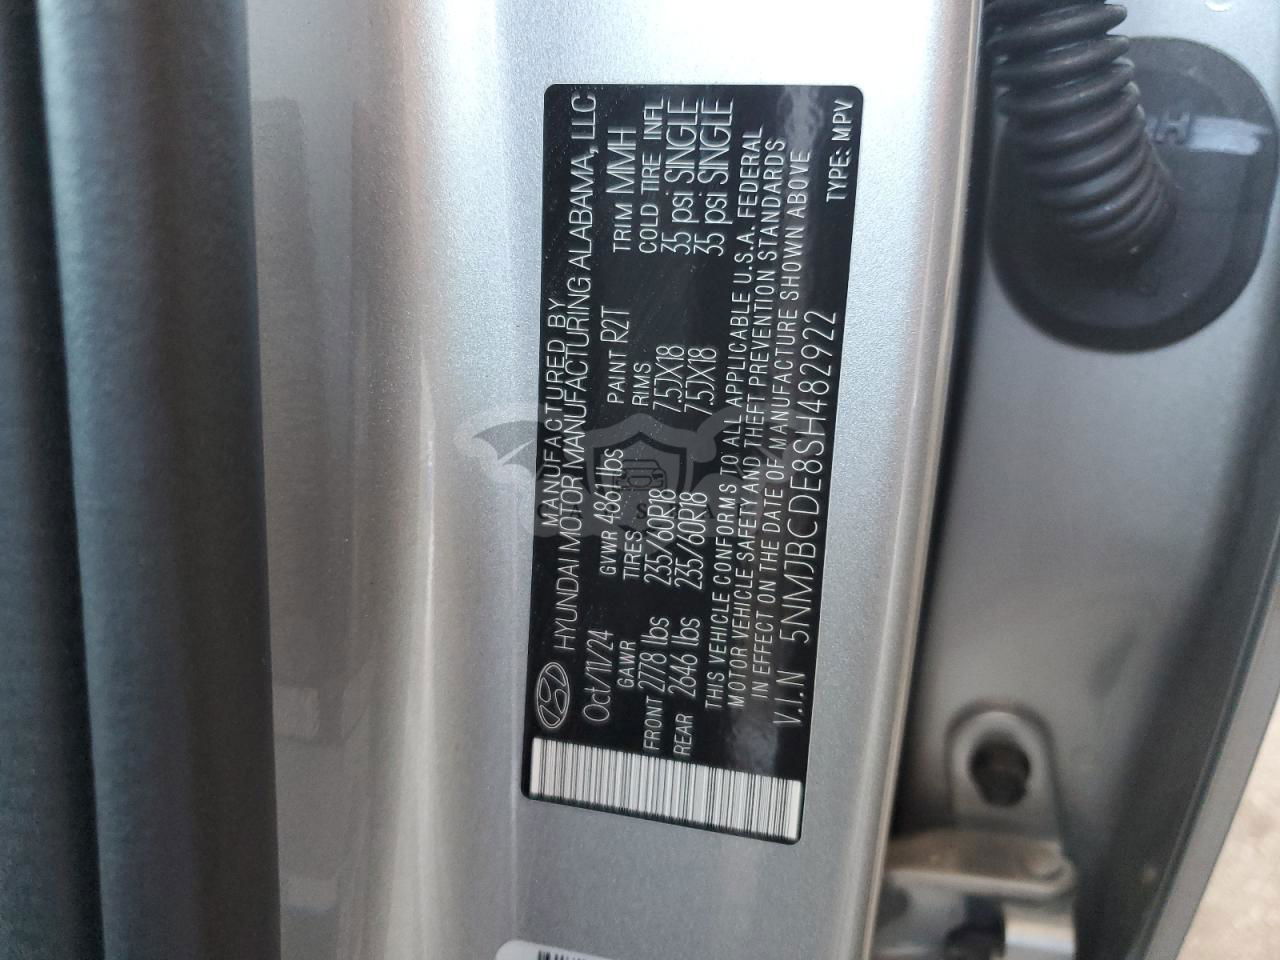 MANUFACTURED BY
HYUNDAI MOTOR MANUFACTURING ALABAMA, LLC
Oct/11/24 GVWR 4861 lbs PAINT R2T TRIM MMH
GAWR TIRES RIMS COLD TIRE INFL
FRONT 2778 lbs 235/60R18 7.5JX18 35 psi SINGLE
REAR 2646 lbs 235/60R18 7.5JX18 35 psi SINGLE
THIS VEHICLE CONFORMS TO ALL APPLICABLE U.S.A. FEDERAL
MOTOR VEHICLE SAFETY AND THEFT PREVENTION STANDARDS
IN EFFECT ON THE DATE OF MANUFACTURE SHOWN ABOVE
V.I.N 5NMJBCDE8SH482922 TYPE: MPV